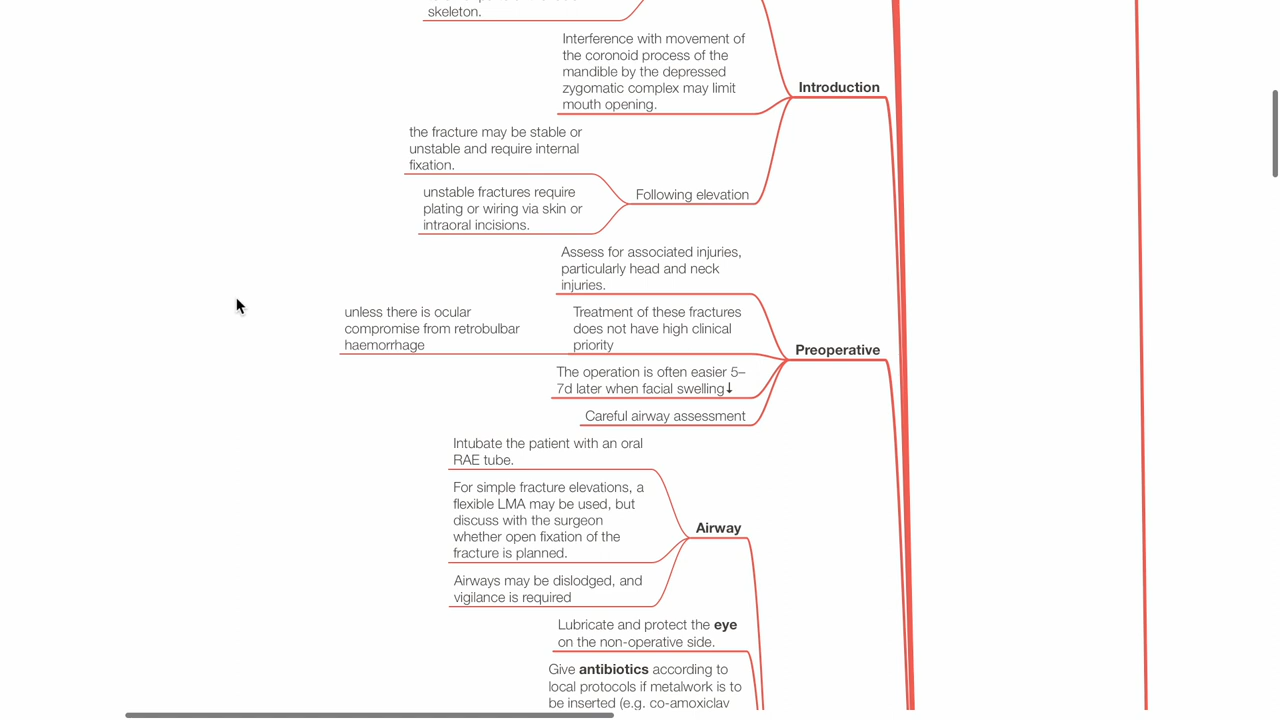 skeleton.
Interference with movement of
the coronoid process of the
mandible by the depressed
zygomatic complex may limit
mouth opening.
Introduction
the fracture may be stable or
unstable and require internal
fixation.
unstable fractures require
plating or wiring via skin or
intraoral incisions.
Following elevation
Assess for associated injuries,
particularly head and neck
injuries.
unless there is ocular
compromise from retrobulbar
haemorrhage
Treatment of these fractures
does not have high clinical
priority
Preoperative
The operation is often easier 5–
7d later when facial swelling↓
Careful airway assessment
Intubate the patient with an oral
RAE tube.
For simple fracture elevations, a
flexible LMA may be used, but
discuss with the surgeon
whether open fixation of the
fracture is planned.
Airway
Airways may be dislodged, and
vigilance is required
Lubricate and protect the eye
on the non-operative side.
Give antibiotics according to
local protocols if metalwork is to
be inserted (e.g. co-amoxiclav